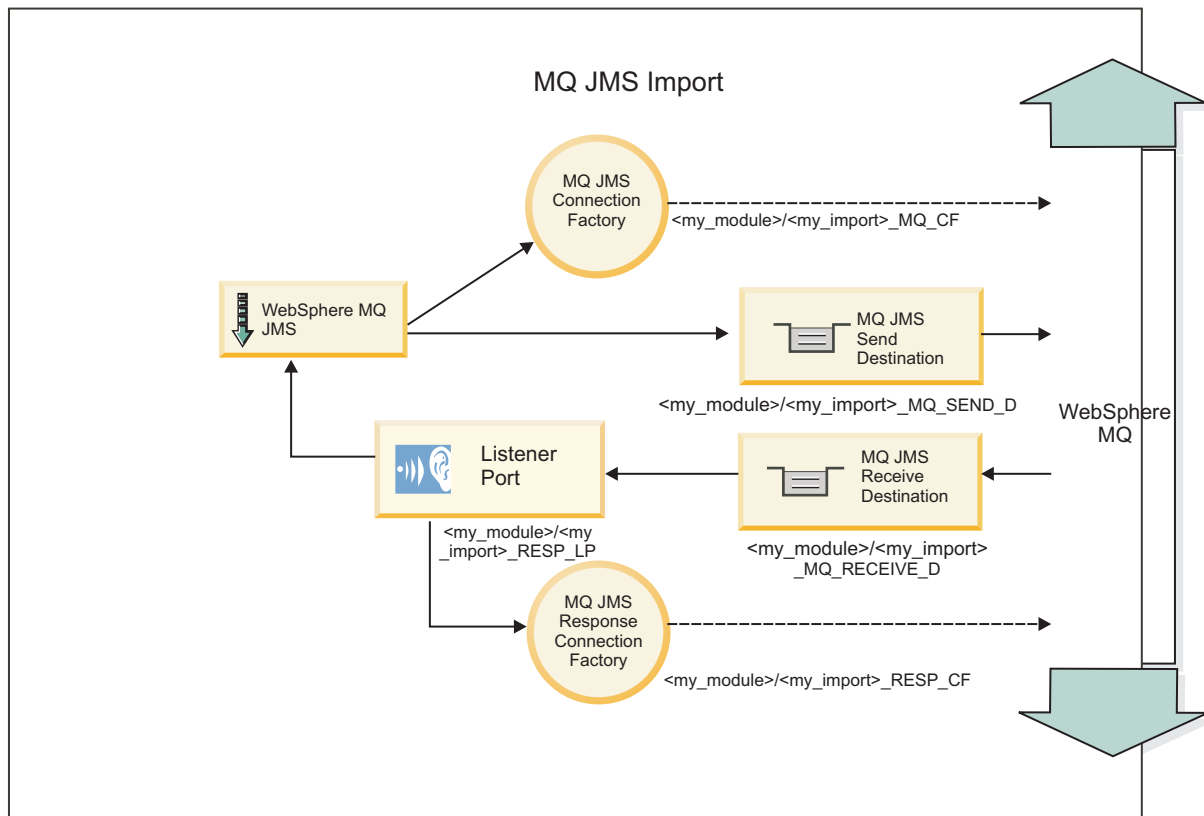 MQ JMS Import
MQ JMS
Connection
Factory
<my_module>/<my_import>_MQ_CF
WebSphere MQ
JMS
MQ JMS
Send
Destination
<my_module>/<my_import>_MQ_SEND_D
WebSphere
MQ
Listener
Port
MQ JMS
Receive
Destination
<my_module>/<my
_import>_RESP_LP
<my_module>/<my_import>
_MQ_RECEIVE_D
MQ JMS
Response
Connection
Factory
<my_module>/<my_import>_RESP_CF